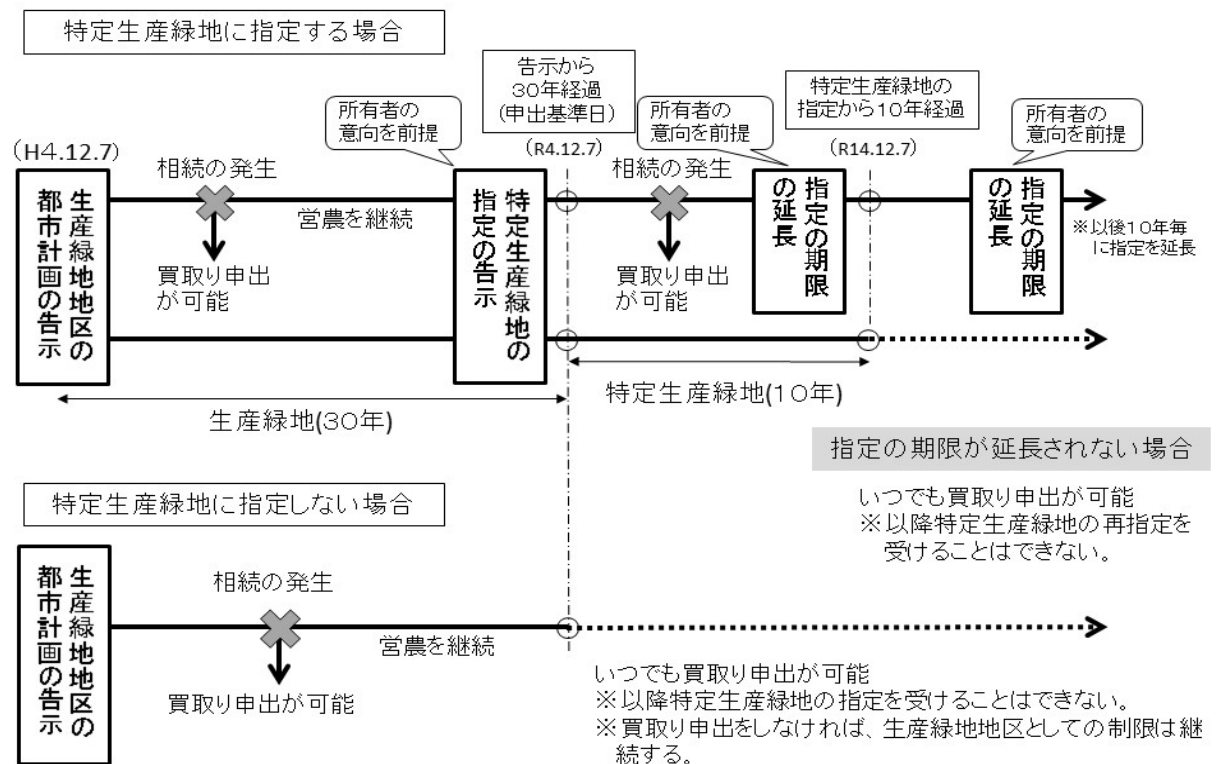 特定生産緑地に指定する場合
告示から
30年経過
(申出基準日)
特定生産緑地の
指定から10年経過
所有者の
意向を前提
所有者の
意向を前提
所有者の
意向を前提
(H4.12.7)
(R4.12.7)
(R14.12.7)
生産緑地地区の
都市計画の告示
相続の発生
営農を継続
買取り申出
が可能
特定生産緑地の
指定の告示
相続の発生
買取り申出
が可能
指定の期限
の延長
指定の期限
の延長
※以後10年毎
に指定を延長
生産緑地(30年)
特定生産緑地(10年)
指定の期限が延長されない場合
いつでも買取り申出が可能
※以降特定生産緑地の再指定を
受けることはできない。
特定生産緑地に指定しない場合
生産緑地地区の
都市計画の告示
相続の発生
営農を継続
買取り申出が可能
いつでも買取り申出が可能
※以降特定生産緑地の指定を受けることはできない。
※買取り申出をしなければ、生産緑地地区としての制限は継
続する。